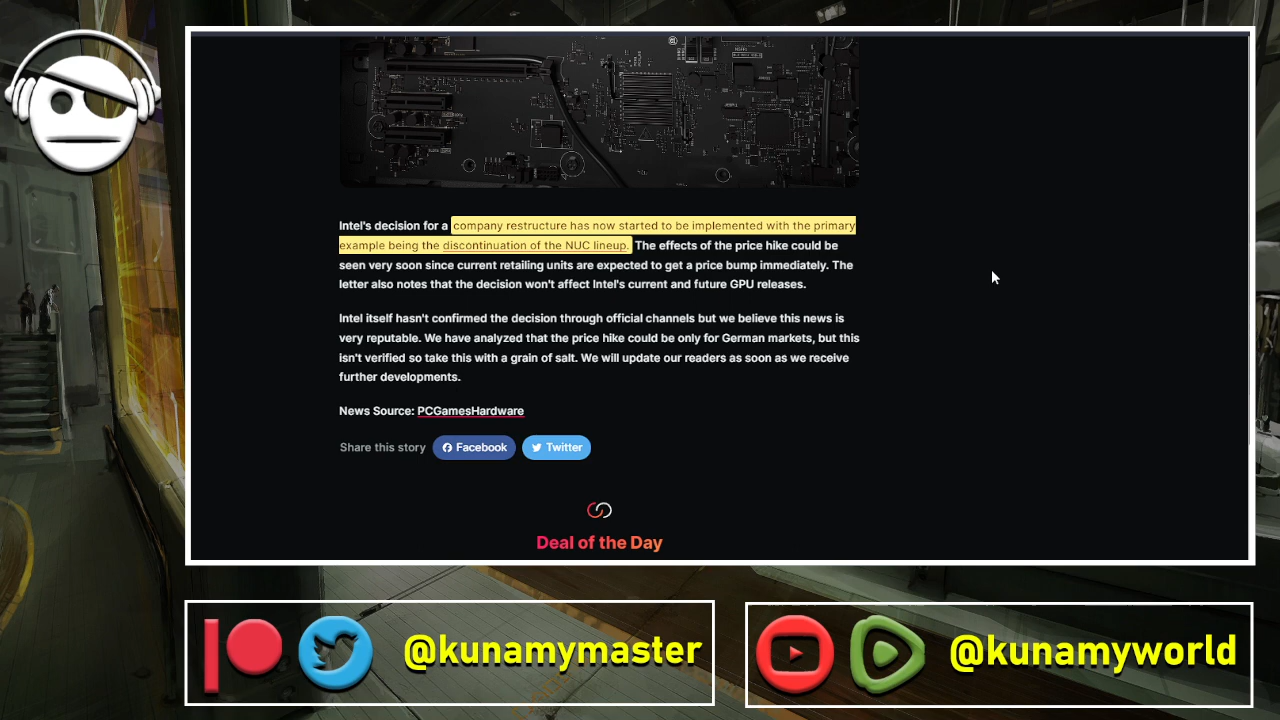 Intel's decision for a company restructure has now started to be implemented with the primary
example being the discontinuation of the NUC lineup. The effects of the price hike could be
seen very soon since current retailing units are expected to get a price bump immediately. The
letter also notes that the decision won't affect Intel's current and future GPU releases.
Intel itself hasn't confirmed the decision through official channels but we believe this news is
very reputable. We have analyzed that the price hike could be only for German markets, but this
isn't verified so take this with a grain of salt. We will update our readers as soon as we receive
further developments.
News Source: PCGamesHardware
Share this story Facebook Twitter
Deal of the Day
@kunamymaster @kunamyworld